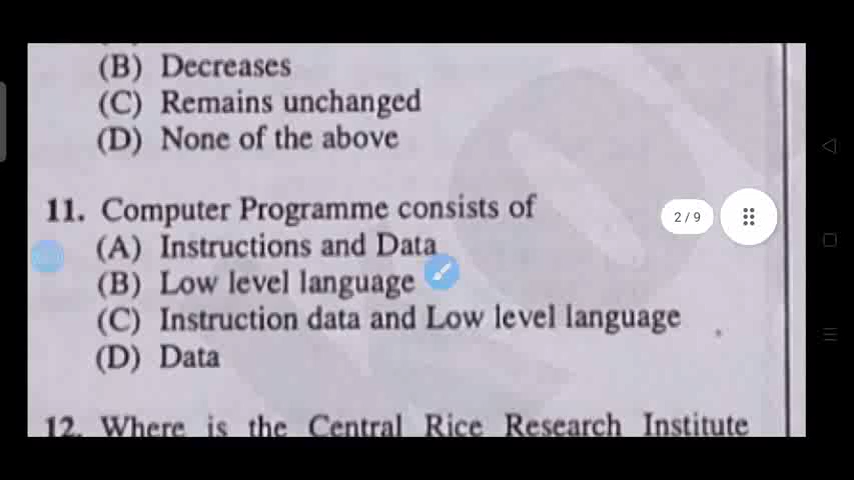 (B) Decreases
(C) Remains unchanged
(D) None of the above
11. Computer Programme consists of
(A) Instructions and Data
(B) Low level language
(C) Instruction data and Low level language
(D) Data
12. Where is the Central Rice Research Institute
2/9